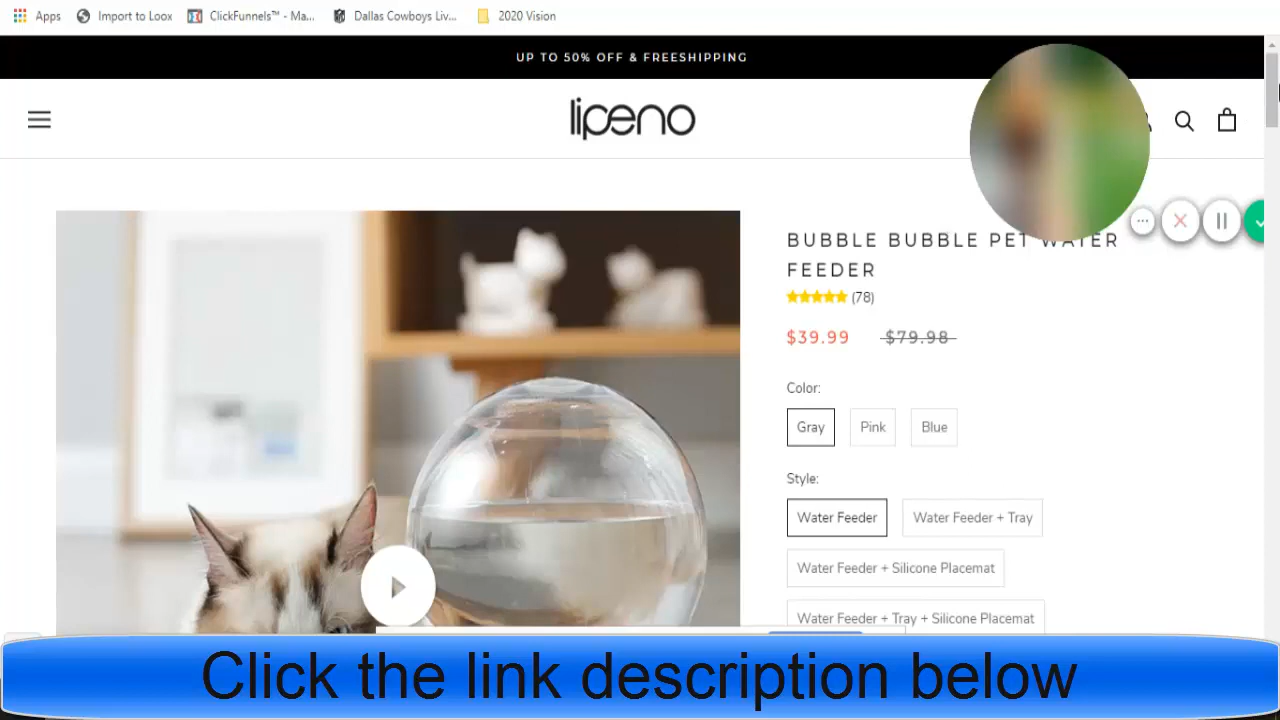 Apps Import to Loox ClickFunnels™ - Ma... Dallas Cowboys Liv... 2020 Vision
UP TO 50% OFF & FREESHIPPING
lipeno
BUBBLE BUBBLE PET WATER
FEEDER
(78)
$39.99 $79.98
Color:
Gray Pink Blue
Style:
Water Feeder Water Feeder + Tray
Water Feeder + Silicone Placemat
Water Feeder + Tray + Silicone Placemat
Click the link description below